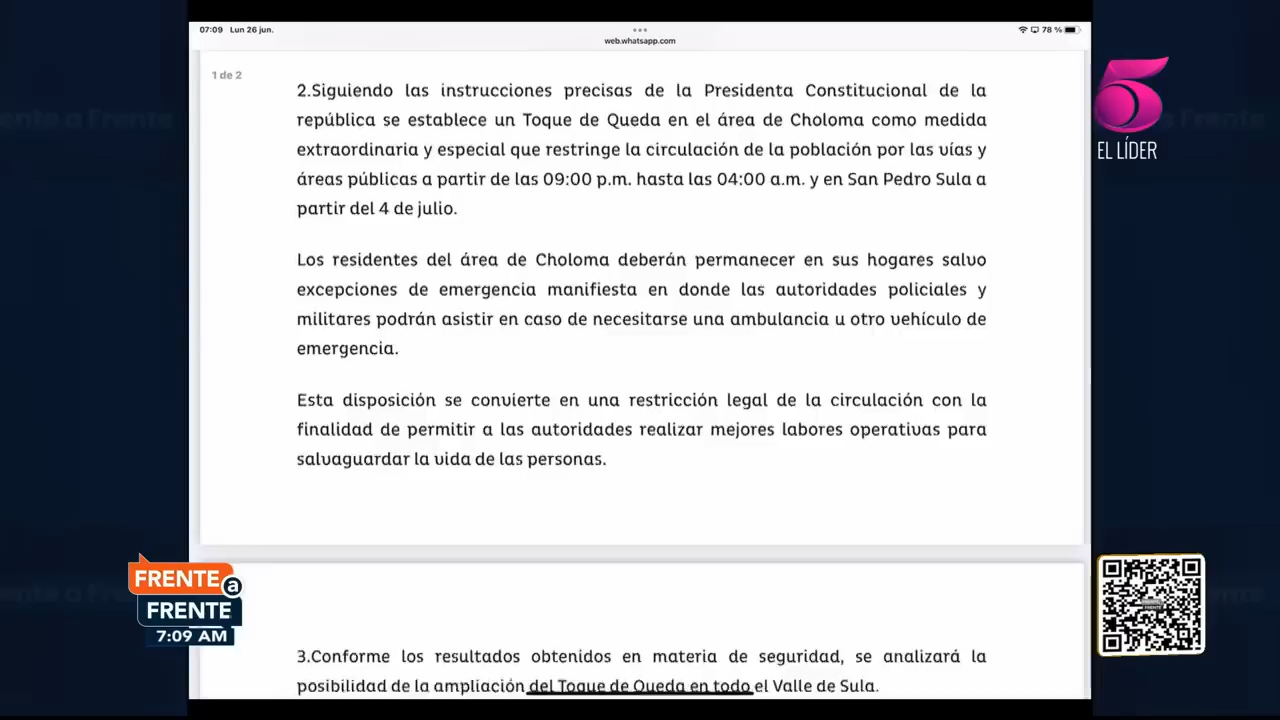 07:09 Lun 26 jun.
78 %
web.whatsapp.com
1 de 2
2.Siguiendo las instrucciones precisas de la Presidenta Constitucional de la
república se establece un Toque de Queda en el área de Choloma como medida
extraordinaria y especial que restringe la circulación de la población por las vías y
áreas públicas a partir de las 09:00 p.m. hasta las 04:00 a.m. y en San Pedro Sula a
partir del 4 de julio.
Los residentes del área de Choloma deberán permanecer en sus hogares salvo
excepciones de emergencia manifiesta en donde las autoridades policiales y
militares podrán asistir en caso de necesitarse una ambulancia u otro vehículo de
emergencia.
Esta disposición se convierte en una restricción legal de la circulación con la
finalidad de permitir a las autoridades realizar mejores labores operativas para
salvaguardar la vida de las personas.
3.Conforme los resultados obtenidos en materia de seguridad, se analizará la
posibilidad de la ampliación del Toque de Queda en todo el Valle de Sula.
5
EL LÍDER
FRENTE a
FRENTE
7:09 AM